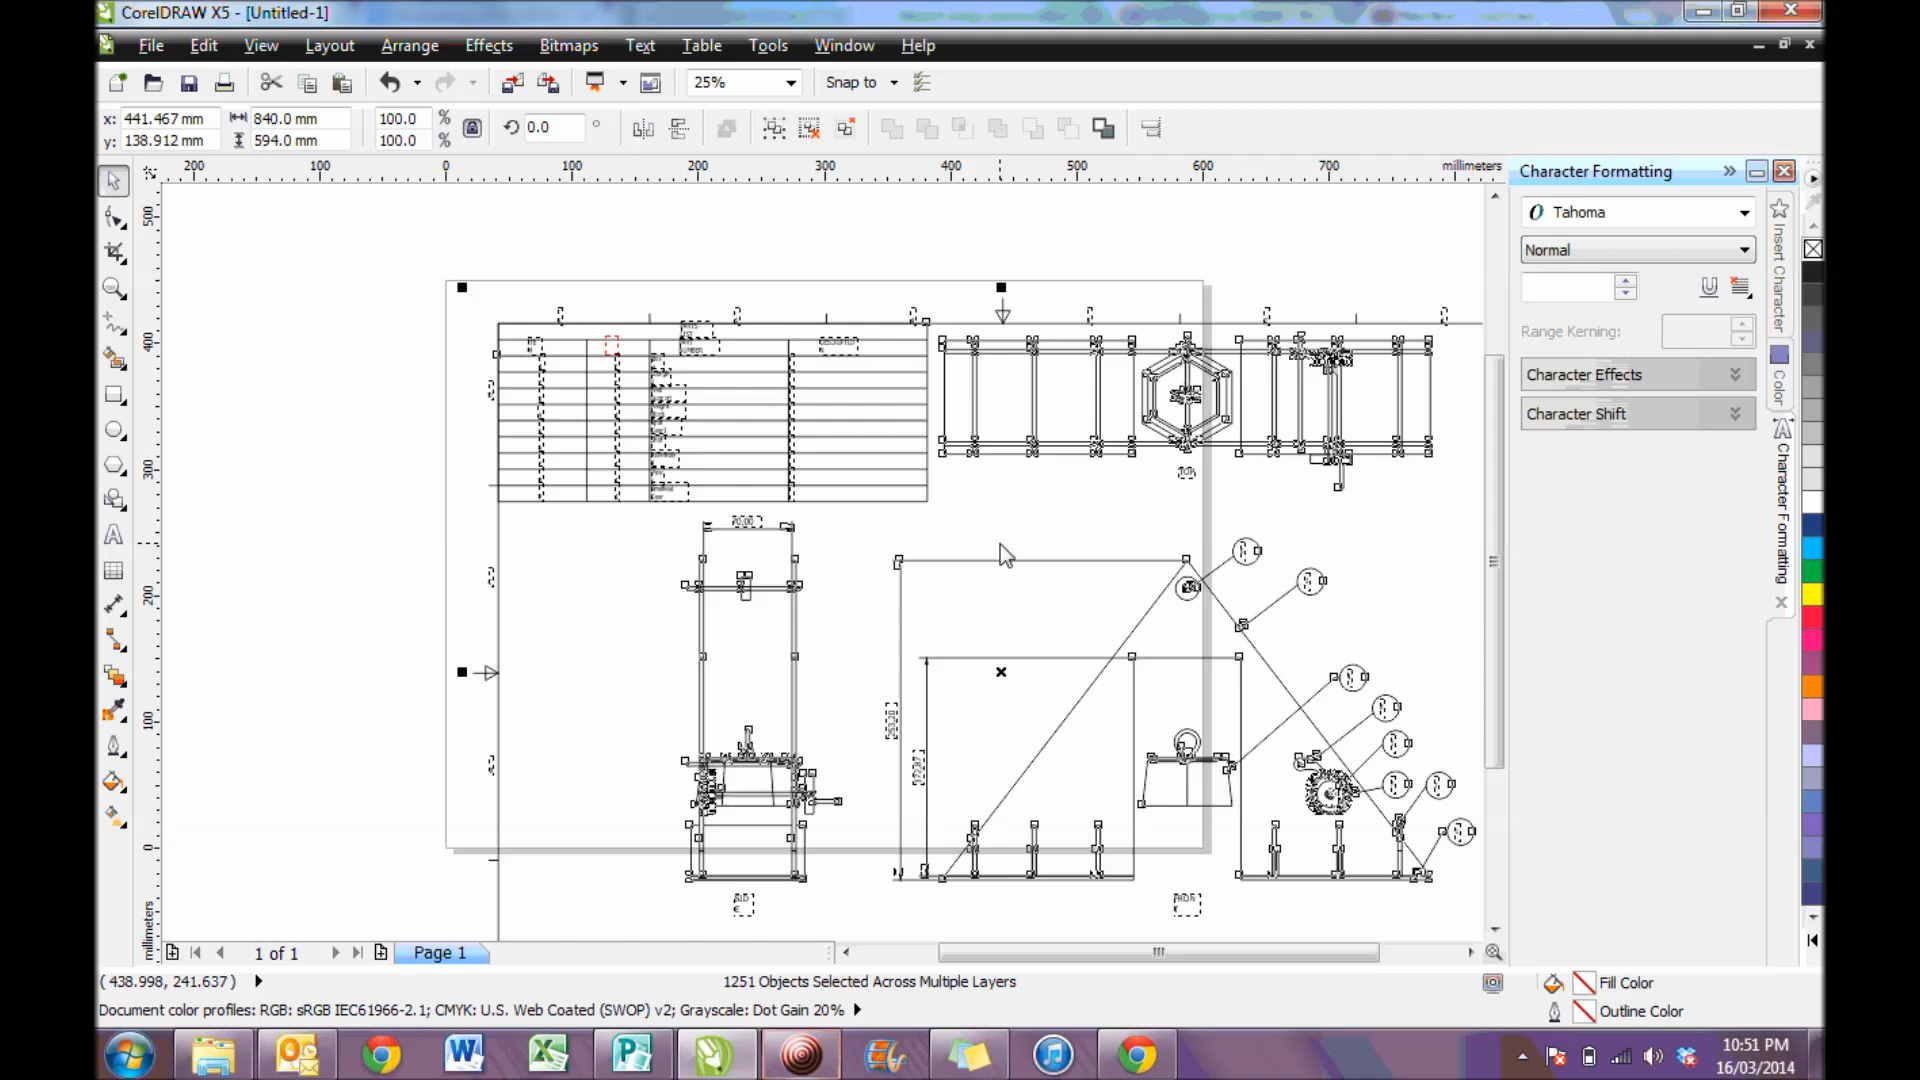 CorelDRAW X5 - [Untitled-1]
File Edit View Layout Arrange Effects Bitmaps Text Table Tools Window Help
25% Snap to
x: 441.467 mm 840.0 mm 100.0 % 0.0 °
y: 138.912 mm 594.0 mm 100.0 %
200 100 0 100 200 300 400 500 600 700 millimeters
500
400
300
200
100
0
millimeters
Character Formatting
Tahoma
Normal
Range Kerning:
Character Effects
Character Shift
Insert Character
Color
Character Formatting
70,00
TOP
1 of 1 Page 1
( 438.998, 241.637 ) 1251 Objects Selected Across Multiple Layers Fill Color
Document color profiles: RGB: sRGB IEC61966-2.1; CMYK: U.S. Web Coated (SWOP) v2; Grayscale: Dot Gain 20% Outline Color
10:51 PM
16/03/2014